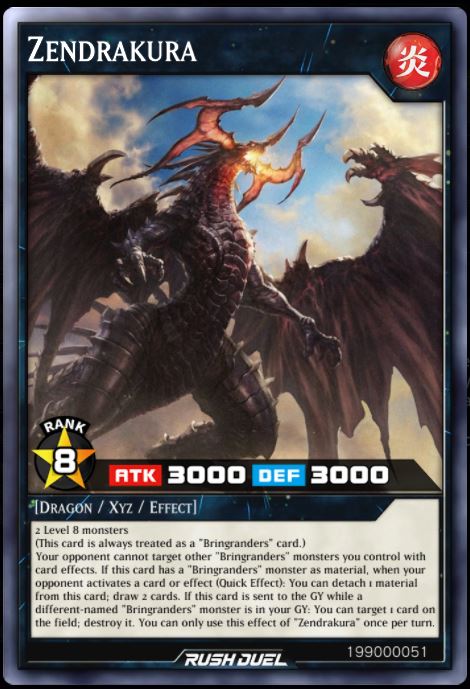 ZENDRAKURA
炎
RANK
8
ATK 3000 DEF 3000
[DRAGON / XYZ / EFFECT]
2 Level 8 monsters
(This card is always treated as a "Bringranders" card.)
Your opponent cannot target other "Bringranders" monsters you control with
card effects. If this card has a "Bringranders" monster as material, when your
opponent activates a card or effect (Quick Effect): You can detach 1 material
from this card; draw 2 cards. If this card is sent to the GY while a
different-named "Bringranders" monster is in your GY: You can target 1 card on
the field; destroy it. You can only use this effect of "Zendrakura" once per turn.
199000051
RUSH DUEL